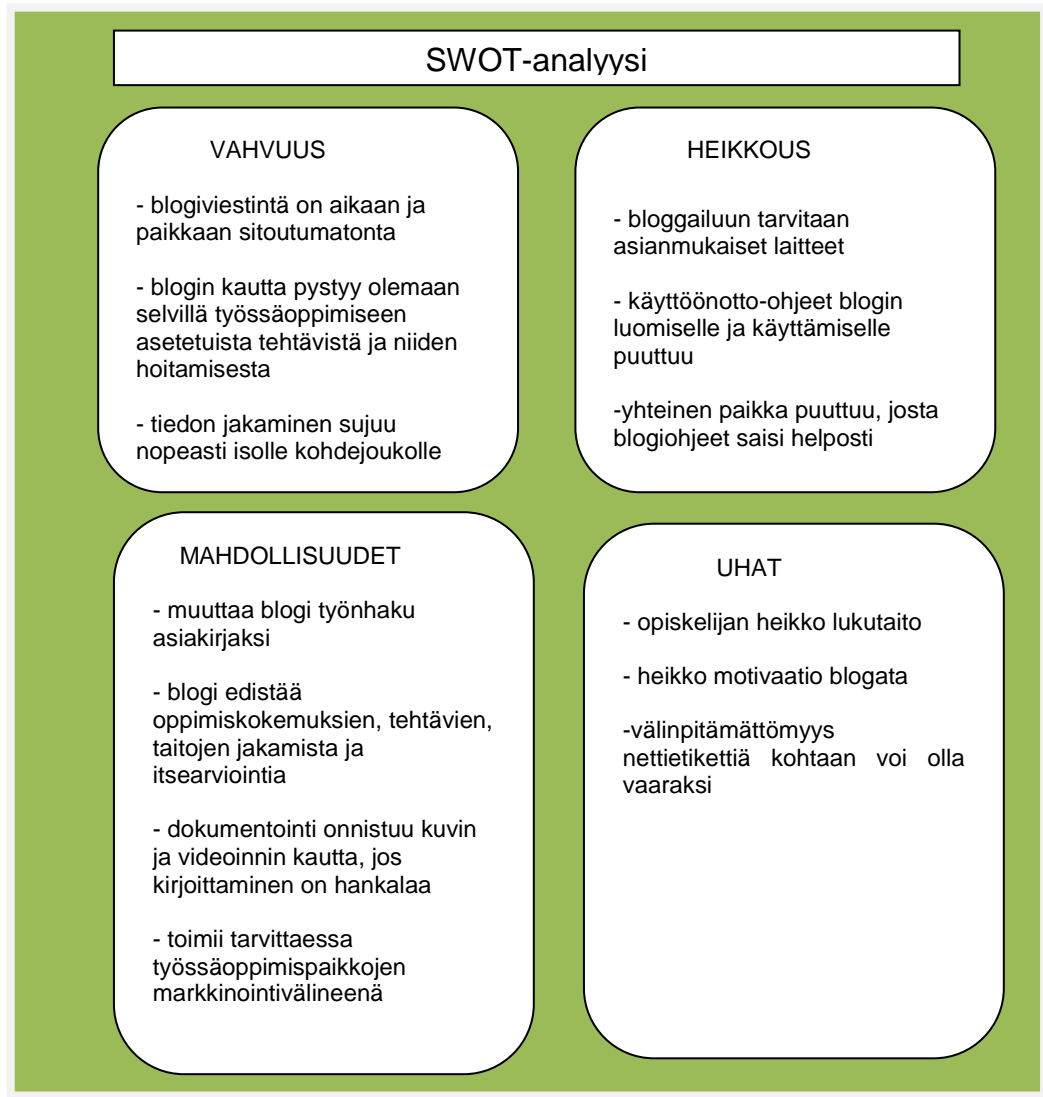 SWOT-analyysi
VAHVUUS
- blogiviestintä on aikaan ja
paikkaan sitoutumatonta
- blogin kautta pystyy olemaan
selvillä työssäoppimiseen
asetetuista tehtävistä ja niiden
hoitamisesta
- tiedon jakaminen sujuu
nopeasti isolle kohdejoukolle
HEIKKOUS
- bloggailuun tarvitaan
asianmukaiset laitteet
- käyttöönotto-ohjeet blogin
luomiselle ja käyttämiselle
puuttuu
-yhteinen paikka puuttuu, josta
blogiohjeet saisi helposti
MAHDOLLISUUDET
- muuttaa blogi työnhaku
asiakirjaksi
- blogi edistää
oppimiskokemuksien, tehtävien,
taitojen jakamista ja
itsearviointia
- dokumentointi onnistuu kuvin
ja videoinnin kautta, jos
kirjoittaminen on hankalaa
- toimii tarvittaessa
työssäoppimispaikkojen
markkinointivälineenä
UHAT
- opiskelijan heikko lukutaito
- heikko motivaatio blogata
-välinpitämättömyys
nettietikettiä kohtaan voi olla
vaaraksi